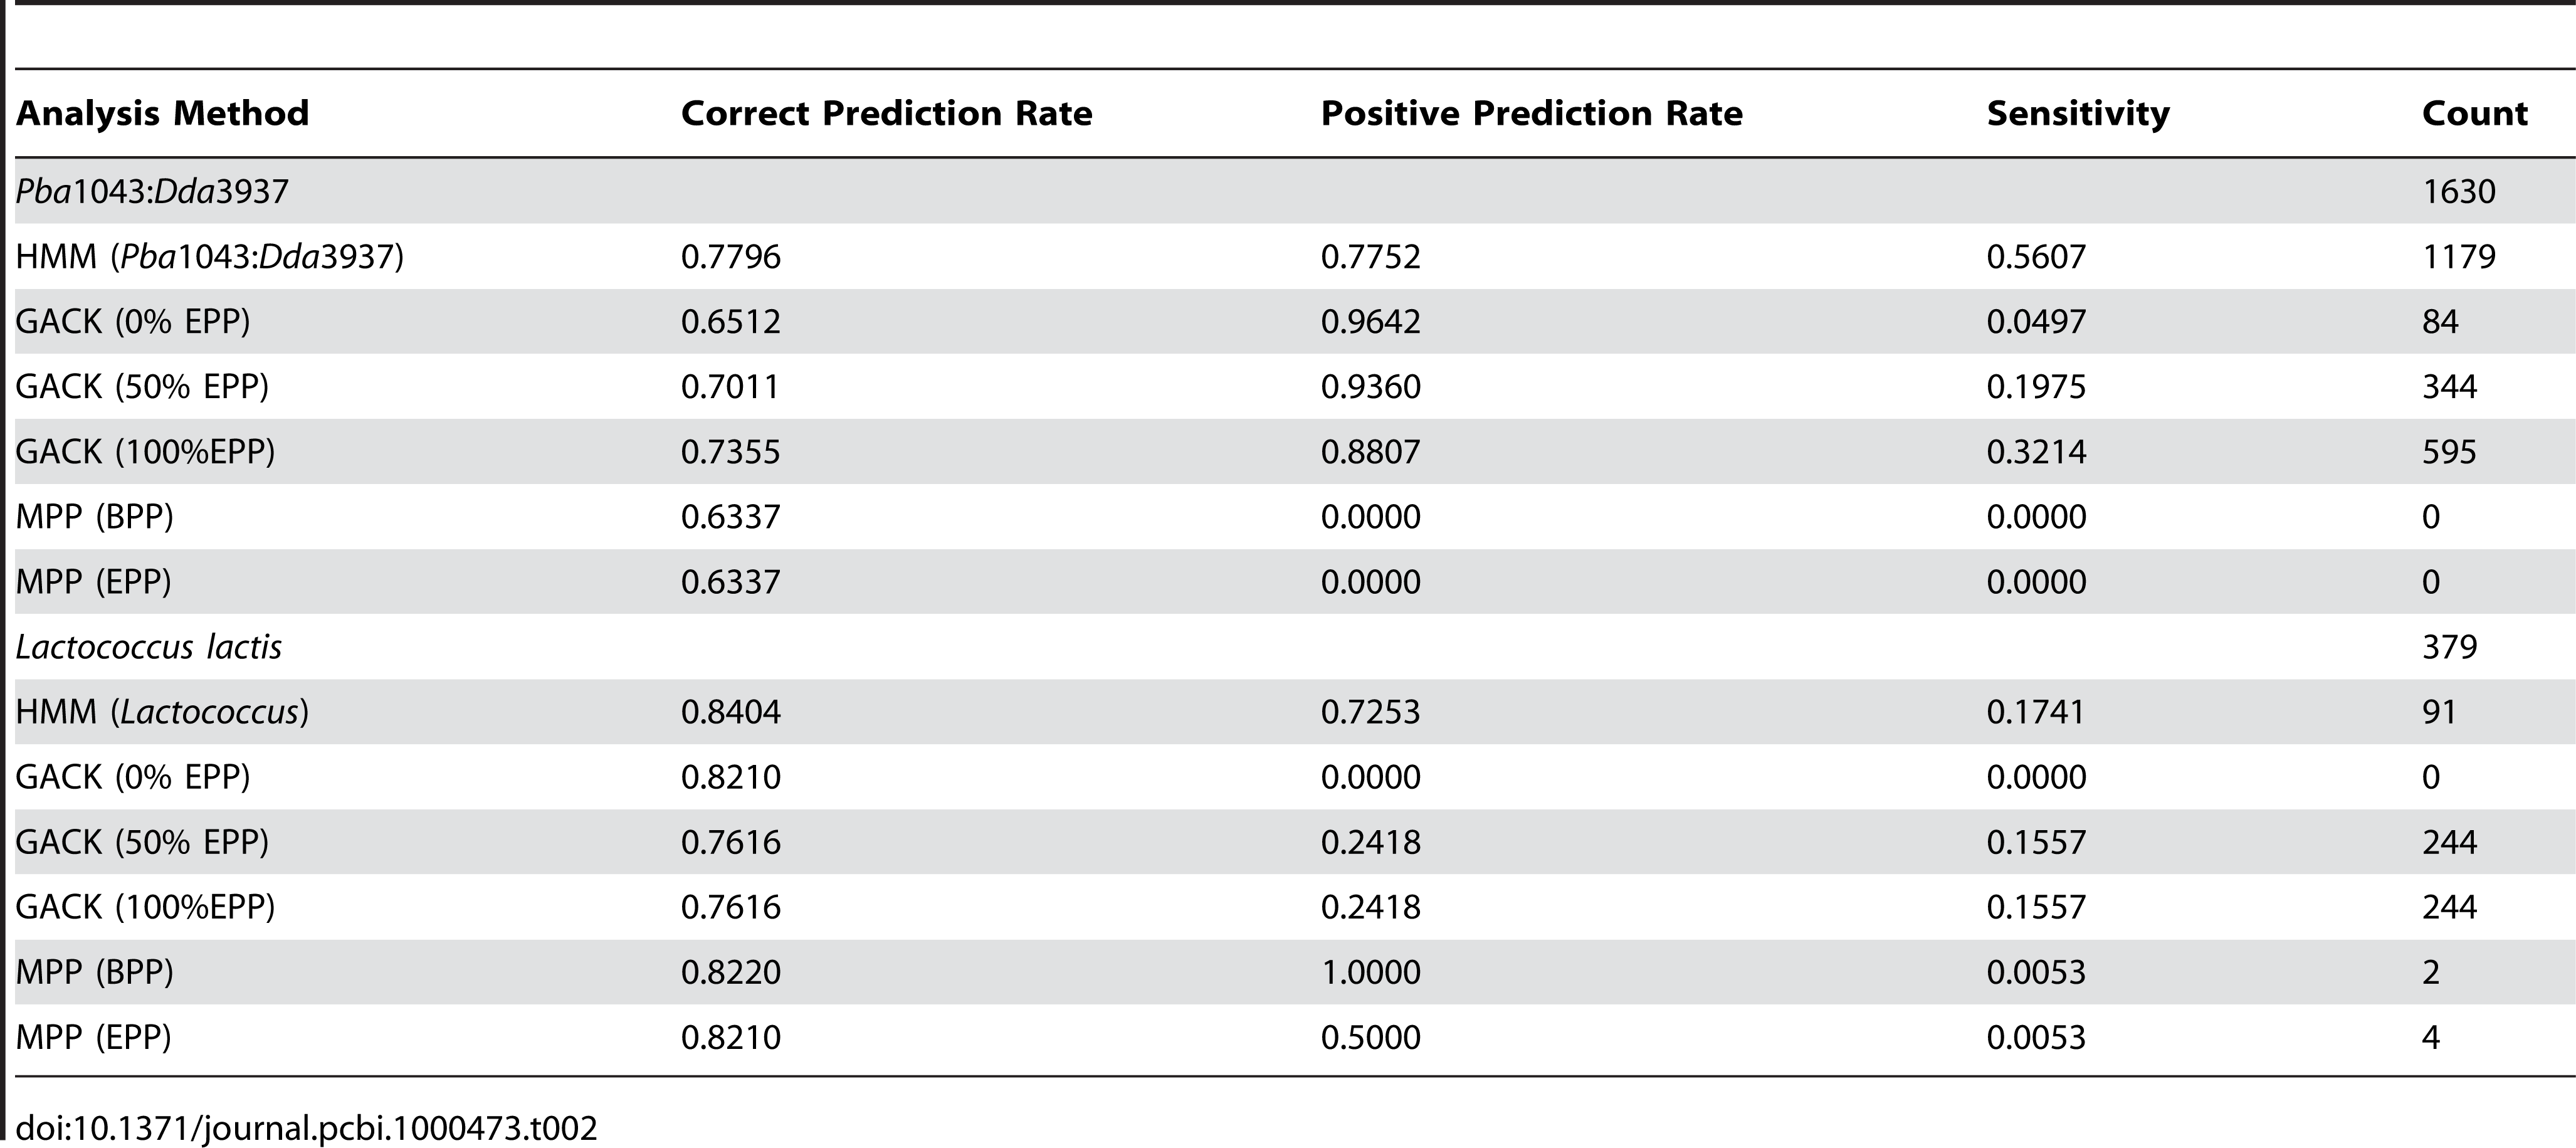 Analysis Method Correct Prediction Rate Positive Prediction Rate Sensitivity Count
Pba1043:Dda3937 1630
HMM (Pba1043:Dda3937) 0.7796 0.7752 0.5607 1179
GACK (0% EPP) 0.6512 0.9642 0.0497 84
GACK (50% EPP) 0.7011 0.9360 0.1975 344
GACK (100%EPP) 0.7355 0.8807 0.3214 595
MPP (BPP) 0.6337 0.0000 0.0000 0
MPP (EPP) 0.6337 0.0000 0.0000 0
Lactococcus lactis 379
HMM (Lactococcus) 0.8404 0.7253 0.1741 91
GACK (0% EPP) 0.8210 0.0000 0.0000 0
GACK (50% EPP) 0.7616 0.2418 0.1557 244
GACK (100%EPP) 0.7616 0.2418 0.1557 244
MPP (BPP) 0.8220 1.0000 0.0053 2
MPP (EPP) 0.8210 0.5000 0.0053 4
doi:10.1371/journal.pcbi.1000473.t002